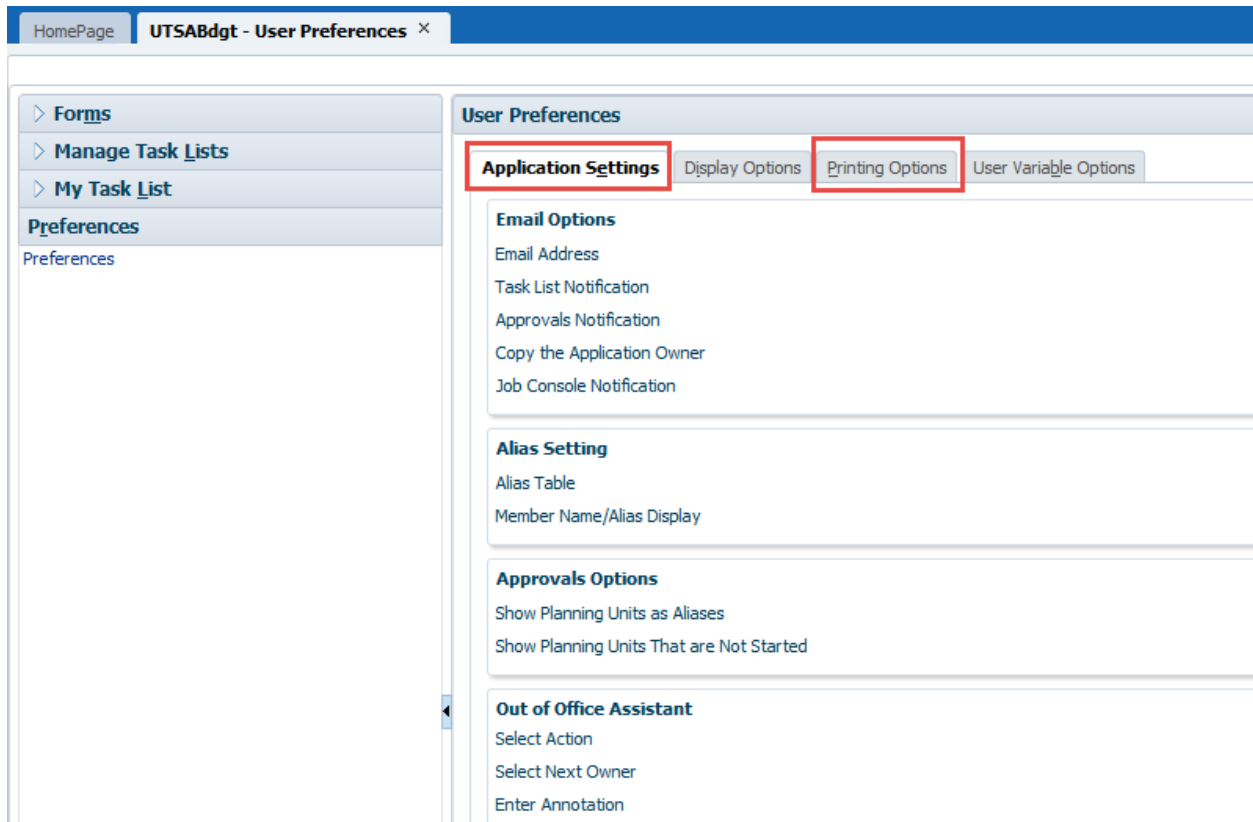 HomePage
UTSABdgt - User Preferences ×
Forms
Manage Task Lists
My Task List
Preferences
Preferences
User Preferences
Application Settings
Display Options
Printing Options
User Variable Options
Email Options
Email Address
Task List Notification
Approvals Notification
Copy the Application Owner
Job Console Notification
Alias Setting
Alias Table
Member Name/Alias Display
Approvals Options
Show Planning Units as Aliases
Show Planning Units That are Not Started
Out of Office Assistant
Select Action
Select Next Owner
Enter Annotation